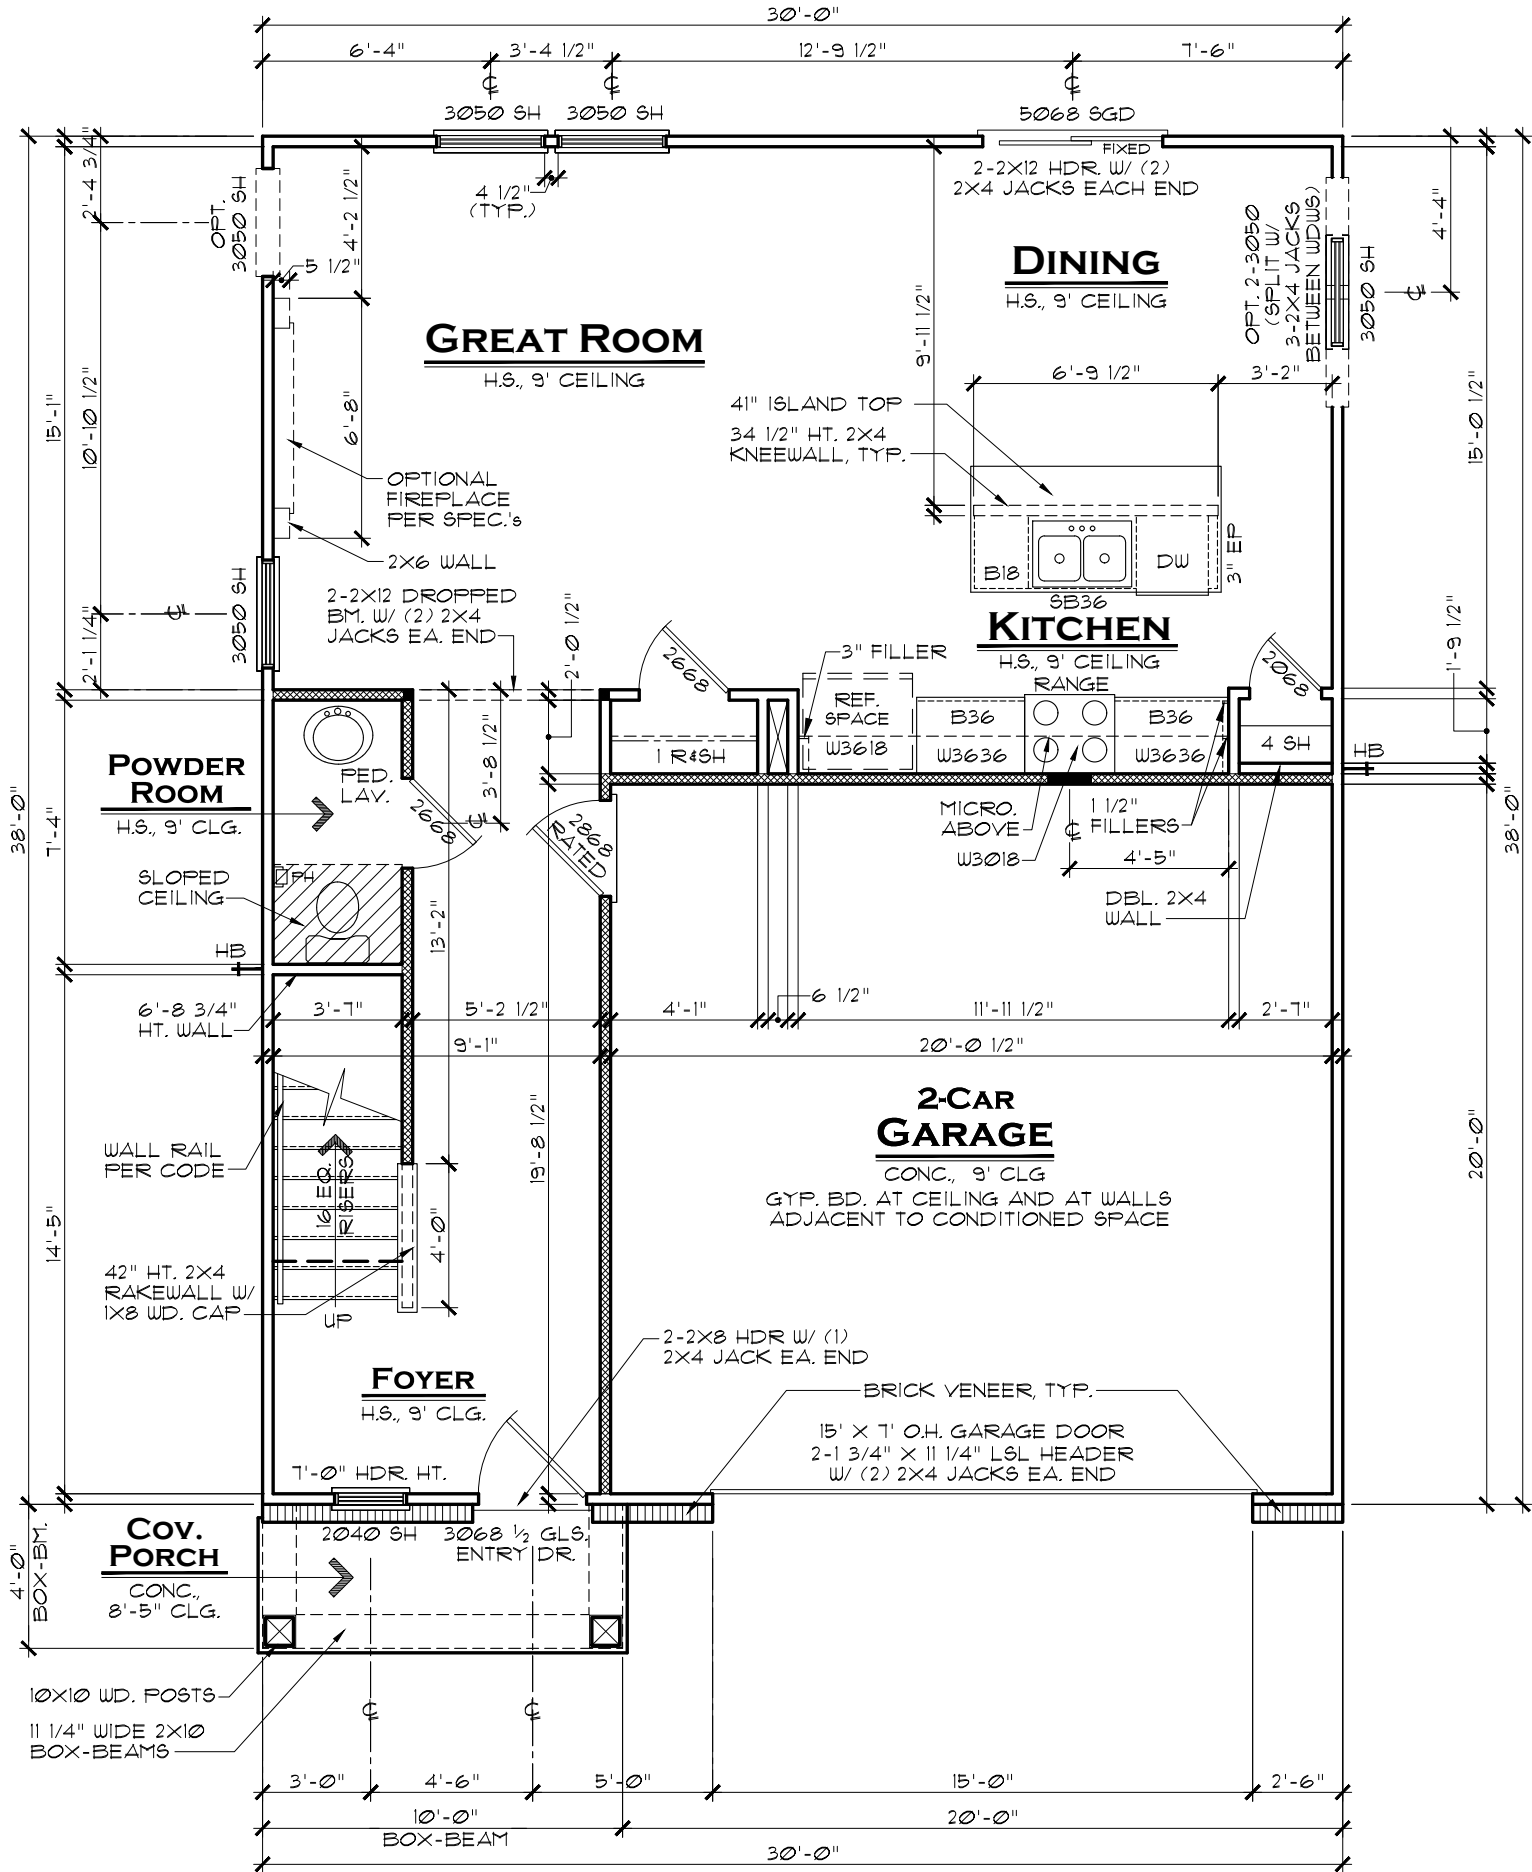 30'-0"
6'-4"
3'-4 1/2"
12'-9 1/2"
7'-6"
℄
℄
℄
3050 SH
3050 SH
5068 SGD
FIXED
2-2X12 HDR. W/ (2)
2X4 JACKS EACH END
4 1/2"
(TYP.)
2'-4 3/4"
OPT.
3050 SH
4'-2 1/2"
5 1/2"
DINING
H.S., 9' CEILING
OPT. 2-3050
(SPLIT W/
3-2X4 JACKS
BETWEEN WDWS)
3050 SH
℄
4'-4"
9'-11 1/2"
GREAT ROOM
H.S., 9' CEILING
6'-9 1/2"
3'-2"
15'-1"
10'-10 1/2"
6'-8"
41" ISLAND TOP
34 1/2" HT. 2X4
KNEEWALL, TYP.
15'-0 1/2"
OPTIONAL
FIREPLACE
PER SPEC.'s
2X6 WALL
B18
DW
3" EP
SB36
3050 SH
℄
2'-1 1/4"
2-2X12 DROPPED
BM. W/ (2) 2X4
JACKS EA. END
2'-0 1/2"
KITCHEN
H.S., 9' CEILING
RANGE
2668
3" FILLER
2068
1'-9 1/2"
REF.
SPACE
W3618
B36
W3636
B36
W3636
1 R&SH
4 SH
HB
POWDER
ROOM
H.S., 9' CLG.
PED.
LAV.
3'-8 1/2"
2668
℄
2868
RATED
MICRO.
ABOVE
W3018
℄
1 1/2"
FILLERS
4'-5"
DBL. 2X4
WALL
38'-0"
7'-4"
38'-0"
SLOPED
CEILING
PH
13'-2"
HB
6'-8 3/4"
HT. WALL
3'-7"
5'-2 1/2"
4'-1"
6 1/2"
11'-11 1/2"
2'-7"
9'-1"
20'-0 1/2"
2-CAR
GARAGE
CONC., 9' CLG
GYP. BD. AT CEILING AND AT WALLS
ADJACENT TO CONDITIONED SPACE
WALL RAIL
PER CODE
16 EQ.
RISERS
19'-8 1/2"
20'-0"
14'-5"
4'-0"
42" HT. 2X4
RAKEWALL W/
1X8 WD. CAP
UP
2-2X8 HDR W/ (1)
2X4 JACK EA. END
FOYER
H.S., 9' CLG.
BRICK VENEER, TYP.
15' X 7' O.H. GARAGE DOOR
2-1 3/4" X 11 1/4" LSL HEADER
W/ (2) 2X4 JACKS EA. END
7'-0" HDR. HT.
COV.
PORCH
CONC.,
8'-5" CLG.
2040 SH
3068 ½ GLS.
ENTRY DR.
4'-0"
BOX-BM.
10X10 WD. POSTS
11 1/4" WIDE 2X10
BOX-BEAMS
℄
℄
3'-0"
4'-6"
5'-0"
15'-0"
2'-6"
10'-0"
BOX-BEAM
20'-0"
30'-0"